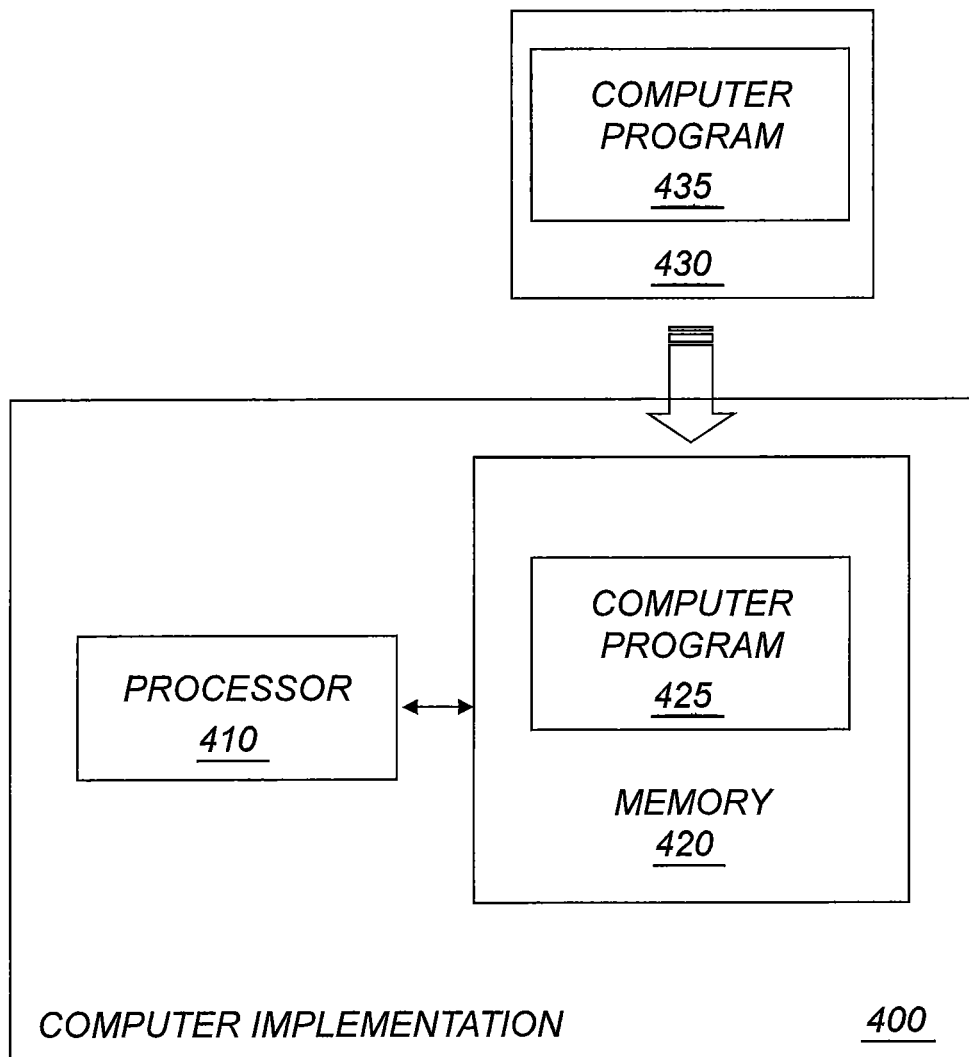 COMPUTER
PROGRAM
435
430
COMPUTER
PROGRAM
425
PROCESSOR
410
MEMORY
420
COMPUTER IMPLEMENTATION 400